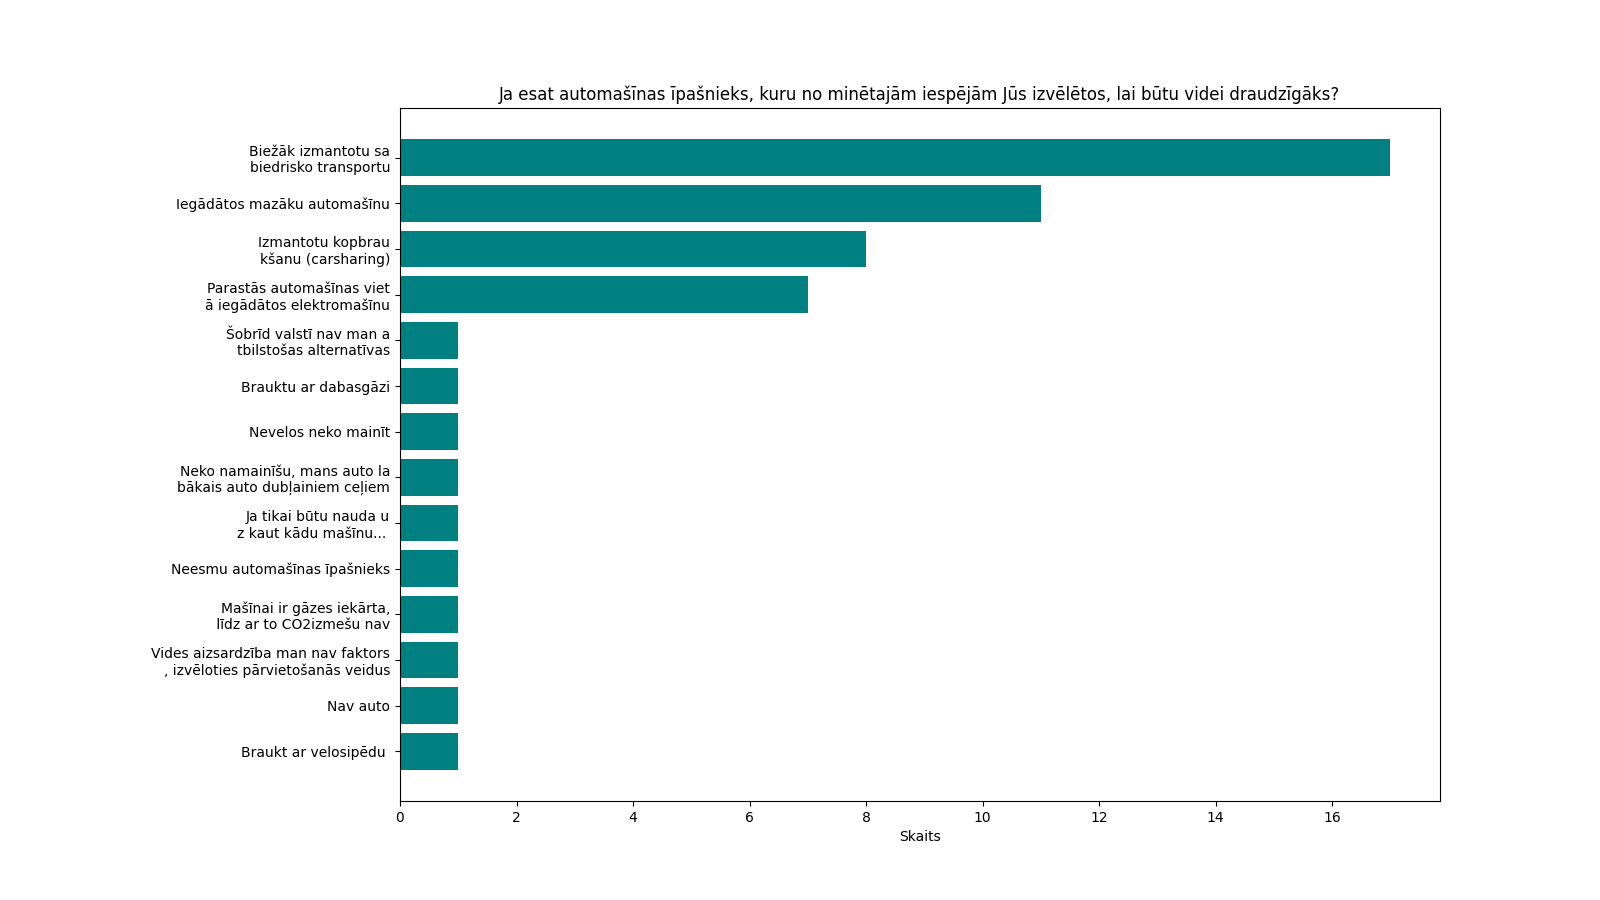 Ja esat automašīnas īpašnieks, kuru no minētajām iespējām Jūs izvēlētos, lai būtu videi draudzīgāks?
Biežāk izmantotu sa
biedrisko transportu
Iegādātos mazāku automašīnu
Izmantotu kopbrau
kšanu (carsharing)
Parastās automašīnas viet
ā iegādātos elektromašīnu
Šobrīd valstī nav man a
tbilstošas alternatīvas
Brauktu ar dabasgāzi
Nevelos neko mainīt
Neko namainīšu, mans auto la
bākais auto dubļainiem ceļiem
Ja tikai būtu nauda u
z kaut kādu mašīnu...
Neesmu automašīnas īpašnieks
Mašīnai ir gāzes iekārta,
līdz ar to CO2izmešu nav
Vides aizsardzība man nav faktors
, izvēloties pārvietošanās veidus
Nav auto
Braukt ar velosipēdu
0 2 4 6 8 10 12 14 16
Skaits